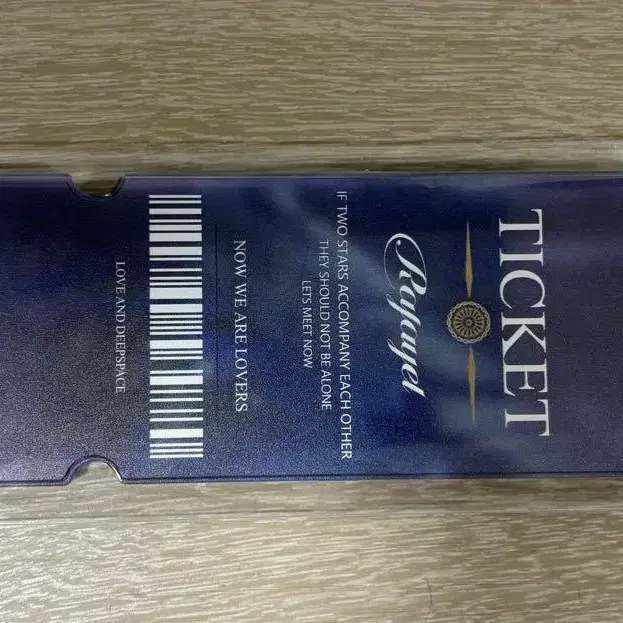 TICKET
Rafayel
IF TWO STARS ACCOMPANY EACH OTHER
THEY SHOULD NOT BE ALONE
LETS MEET NOW
NOW WE ARE LOVERS
LOVE AND DEEPSPACE